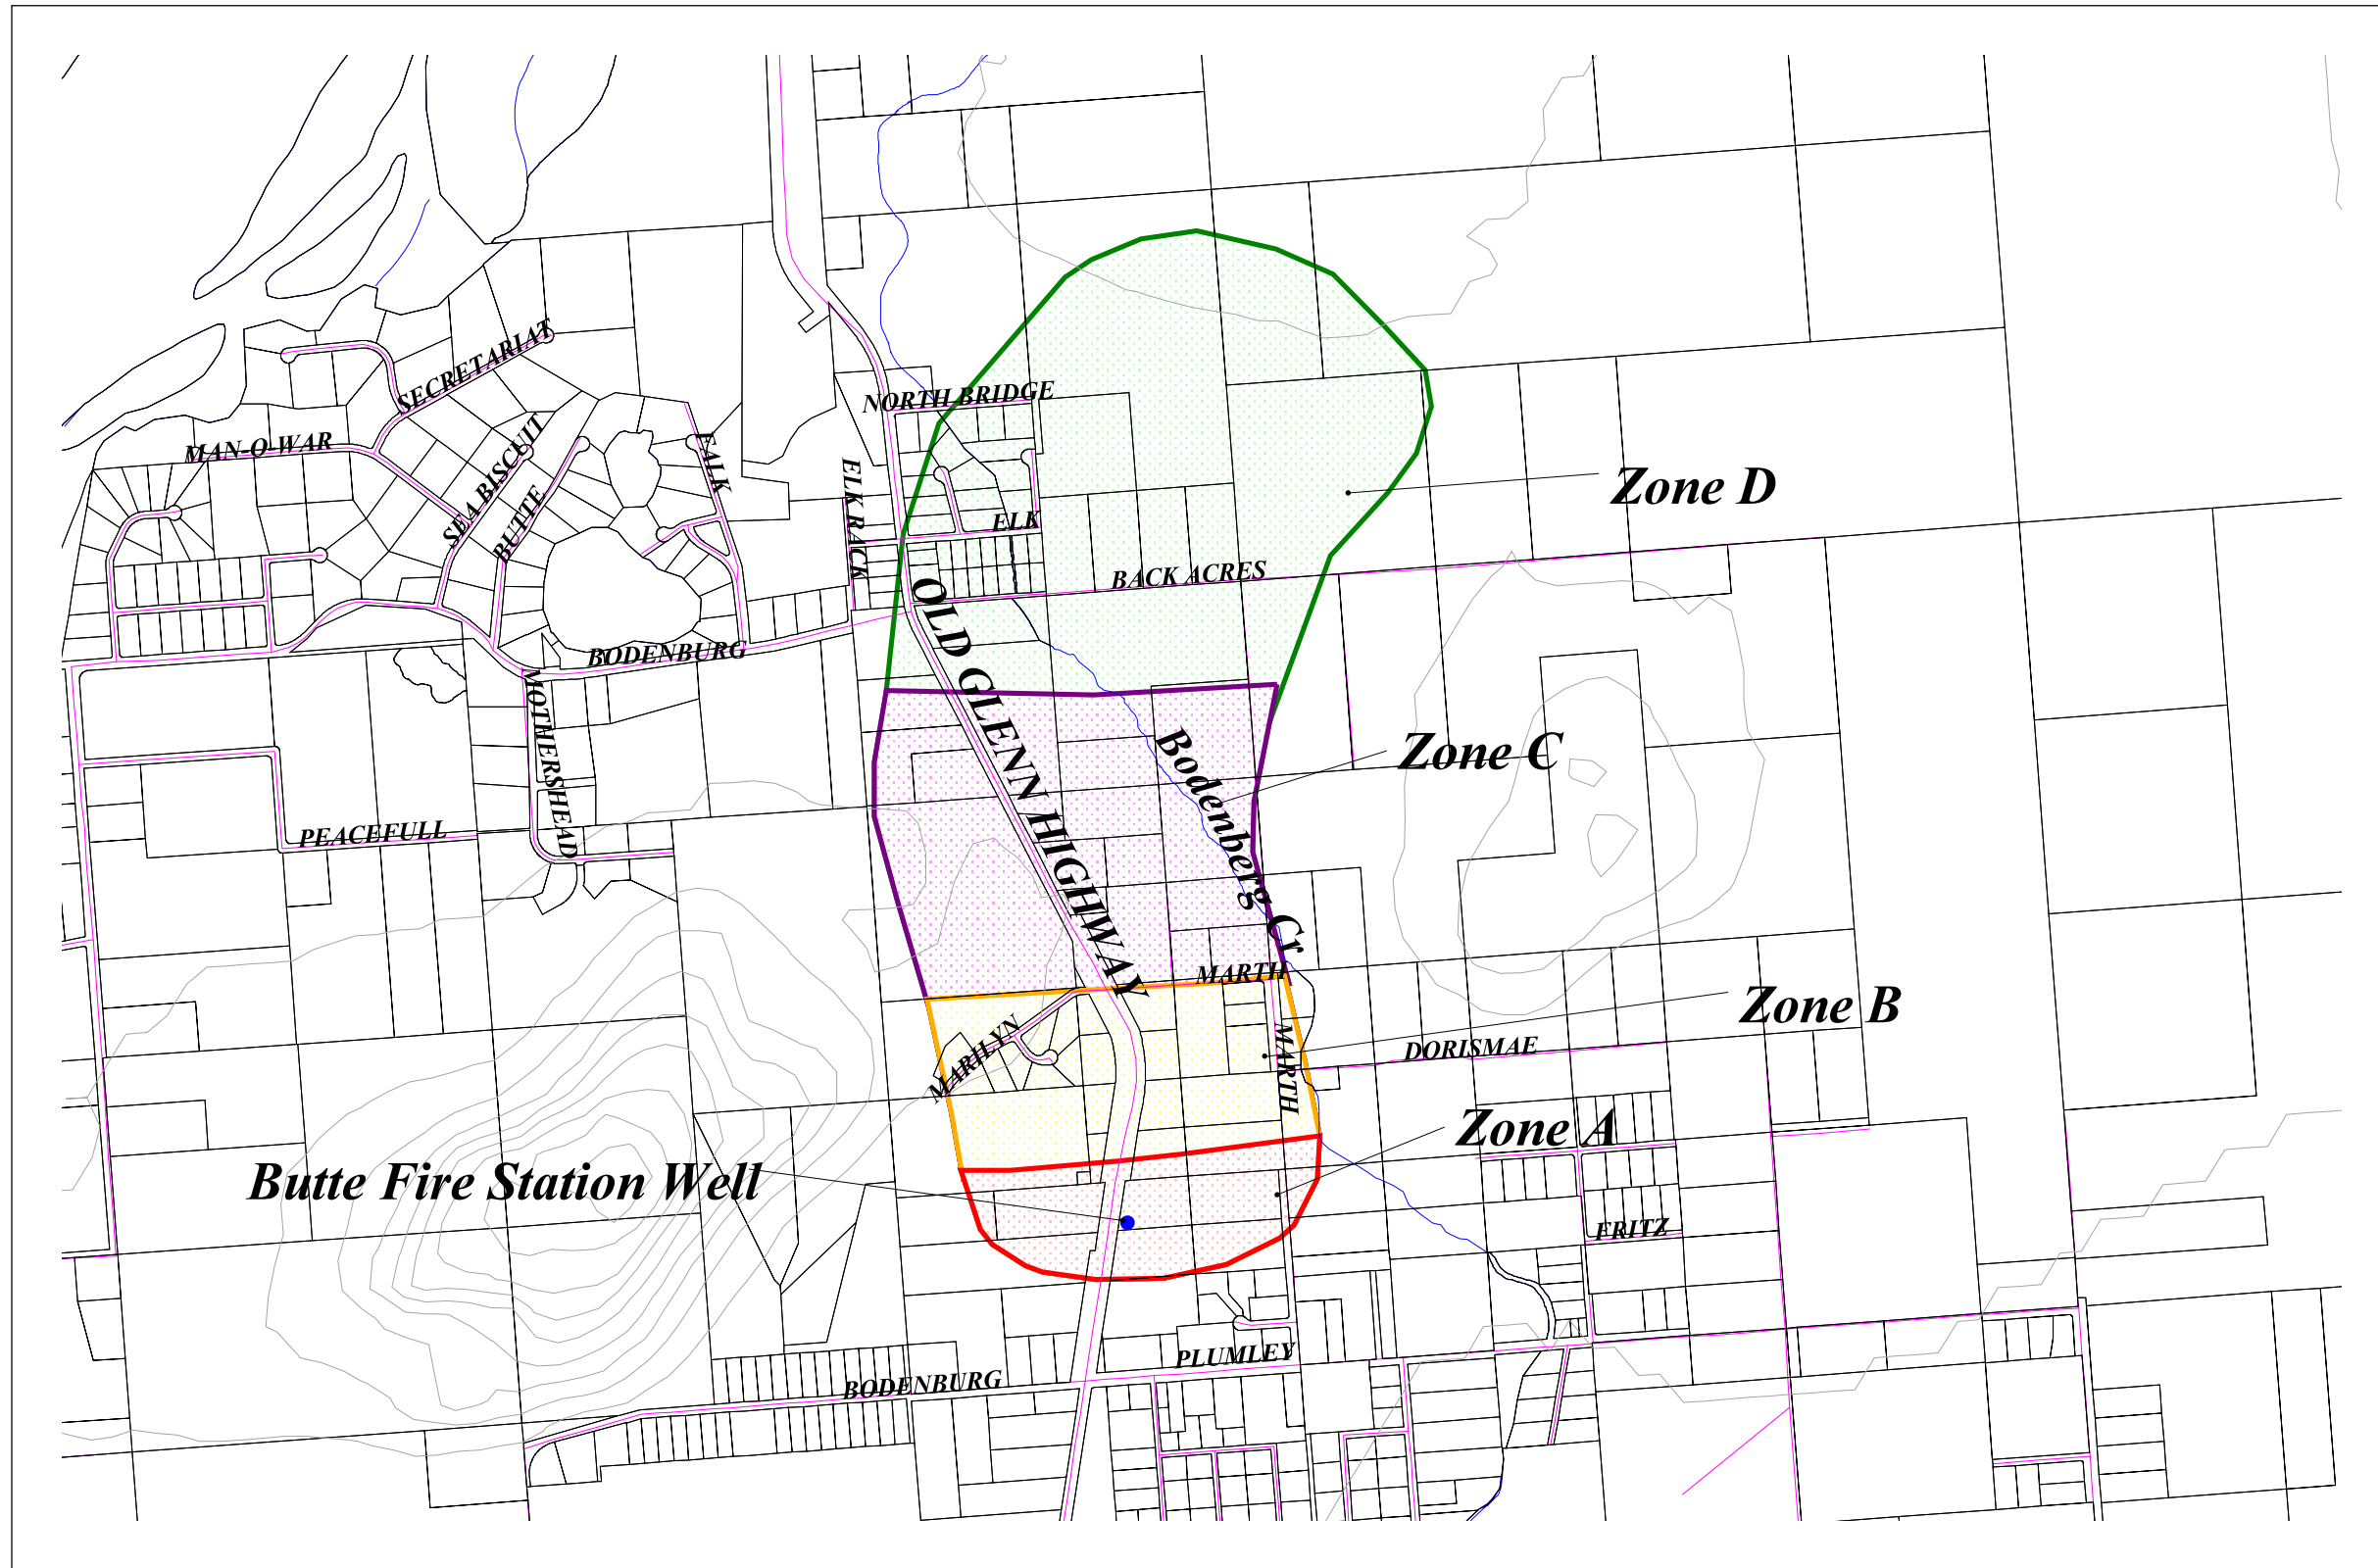 SECRETARIAT
NORTH BRIDGE
MAN-O-WAR
SEA BISCUIT
BUTTE
FALK
ELK RACK
Zone D
ELK
BACK ACRES
OLD GLENN HIGHWAY
BODENBURG
MOTHERSHEAD
Bodenberg Cr
Zone C
PEACEFULL
MARTH
Zone B
MARILYN
MARTH
DORISMAE
Zone A
Butte Fire Station Well
FRITZ
PLUMLEY
BODENBURG